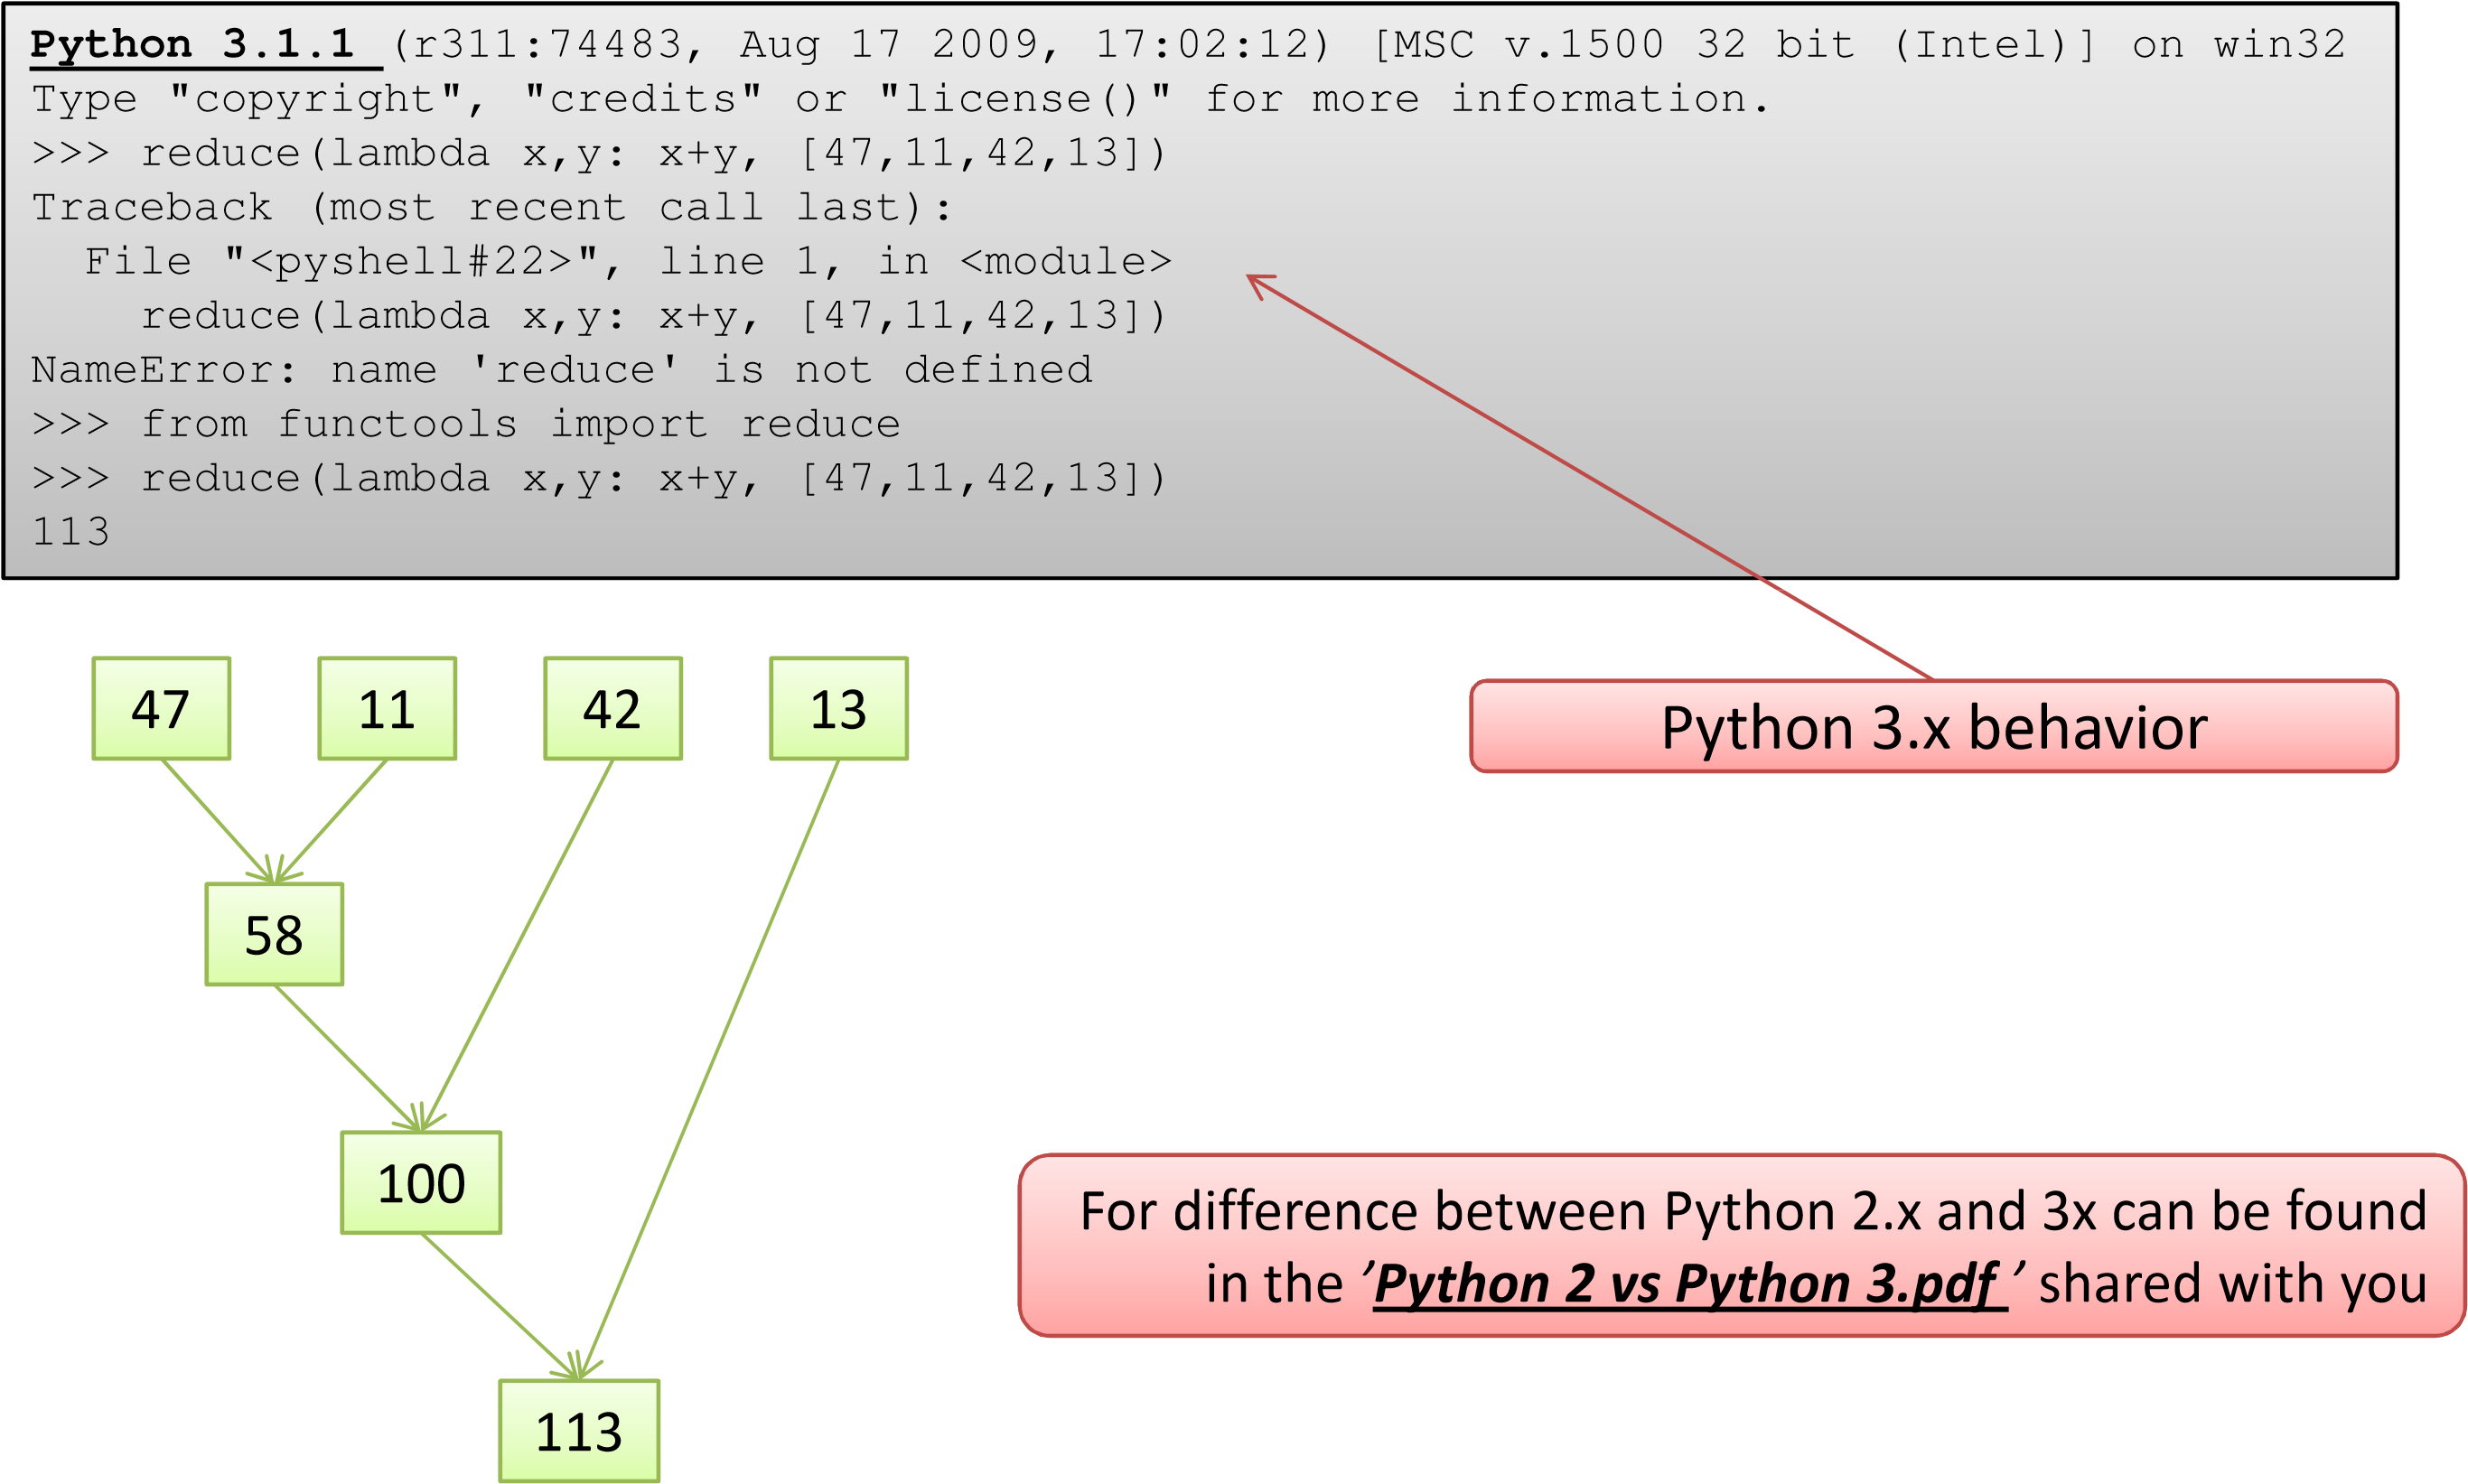 Python 3.1.1 (r311:74483, Aug 17 2009, 17:02:12) [MSC v.1500 32 bit (Intel)] on win32
Type "copyright", "credits" or "license()" for more information.
>>> reduce(lambda x,y: x+y, [47,11,42,13])
Traceback (most recent call last):
  File "<pyshell#22>", line 1, in <module>
    reduce(lambda x,y: x+y, [47,11,42,13])
NameError: name 'reduce' is not defined
>>> from functools import reduce
>>> reduce(lambda x,y: x+y, [47,11,42,13])
113
47 11 42 13
Python 3.x behavior
58
100
For difference between Python 2.x and 3x can be found
in the ’Python 2 vs Python 3.pdf ’ shared with you
113